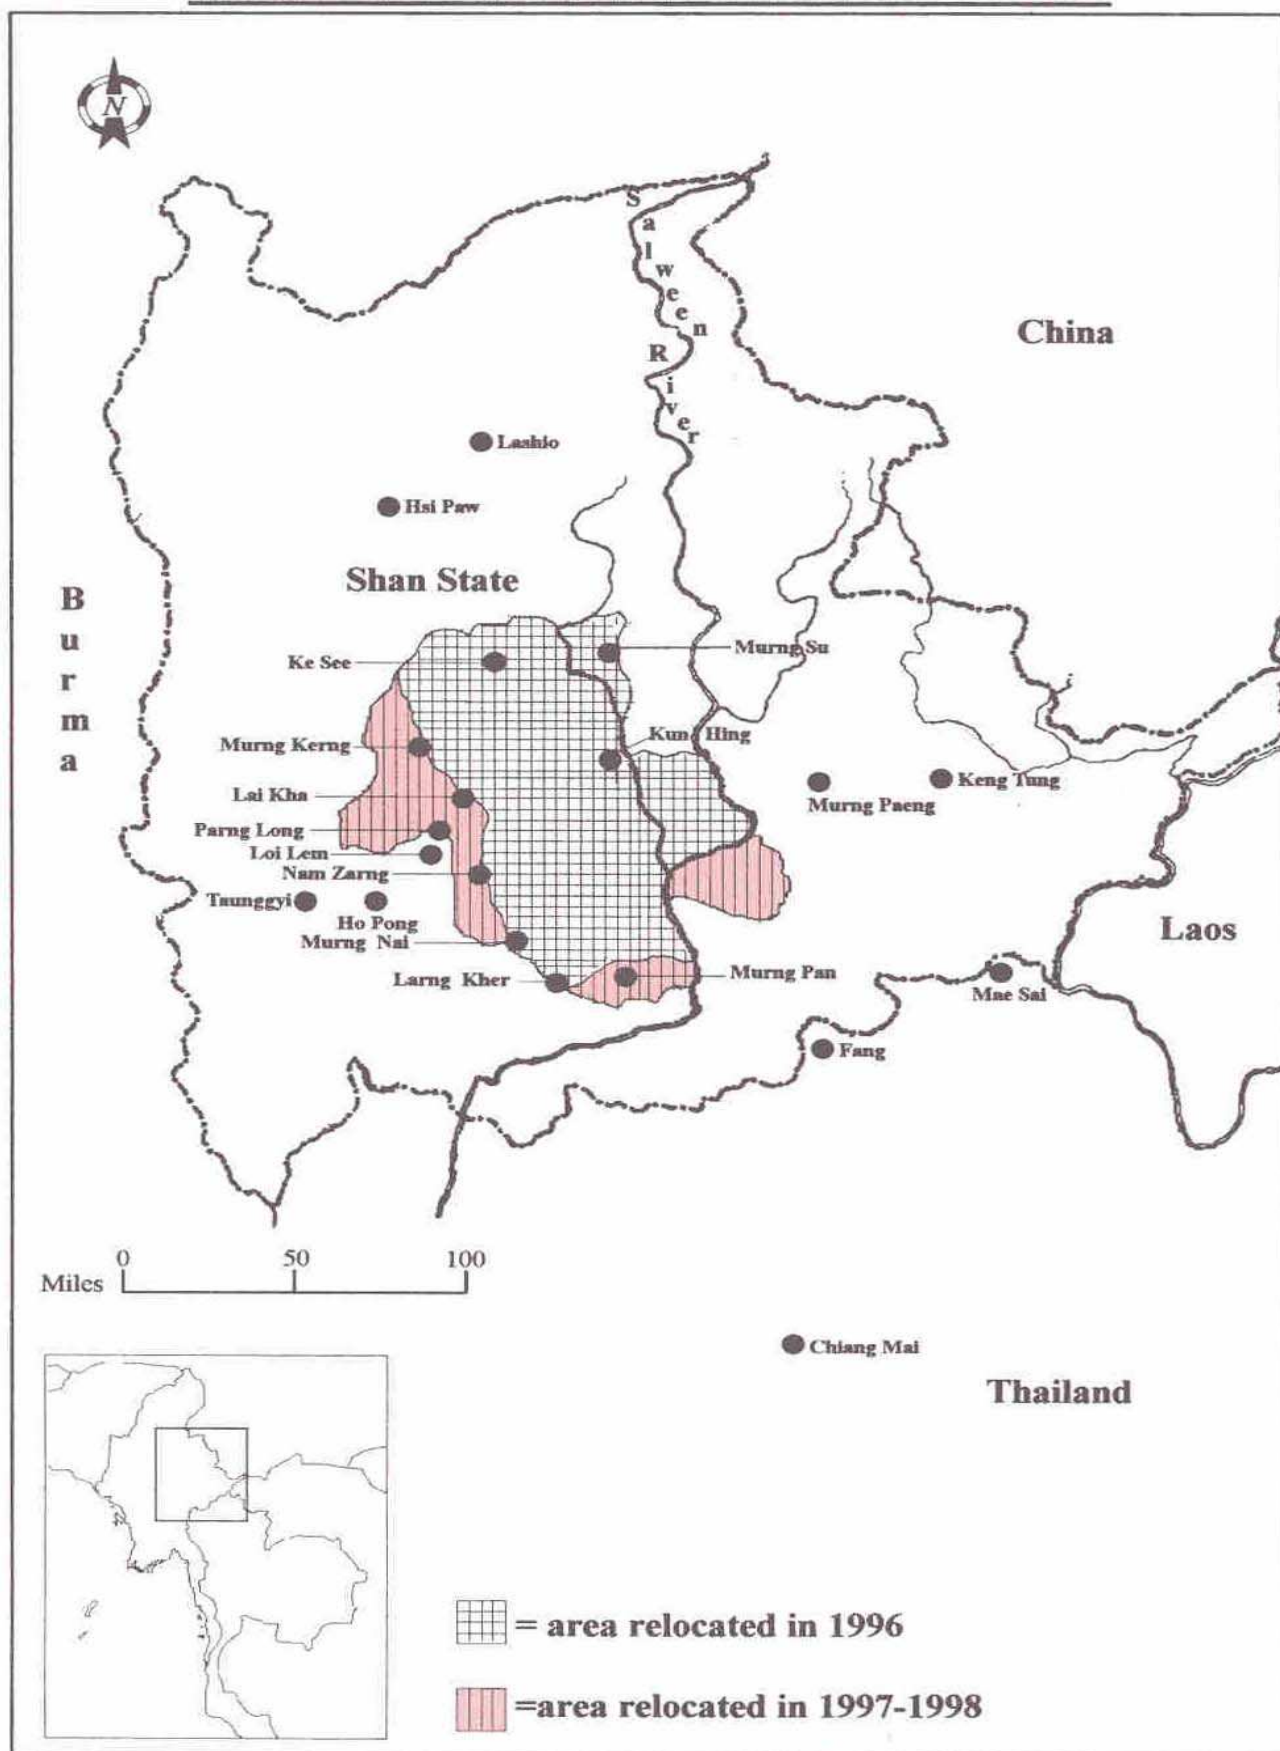 N
Salween River
China
Lashio
Hsi Paw
Shan State
Burma
Ke See
Murng Su
Kun Hing
Murng Kerng
Keng Tung
Lai Kha
Murng Paeng
Parng Long
Loi Lem
Nam Zarng
Taunggyi
Ho Pong
Laos
Murng Nai
Larng Kher
Murng Pan
Mae Sai
Fang
0 50 100
Miles
Chiang Mai
Thailand
= area relocated in 1996
=area relocated in 1997-1998